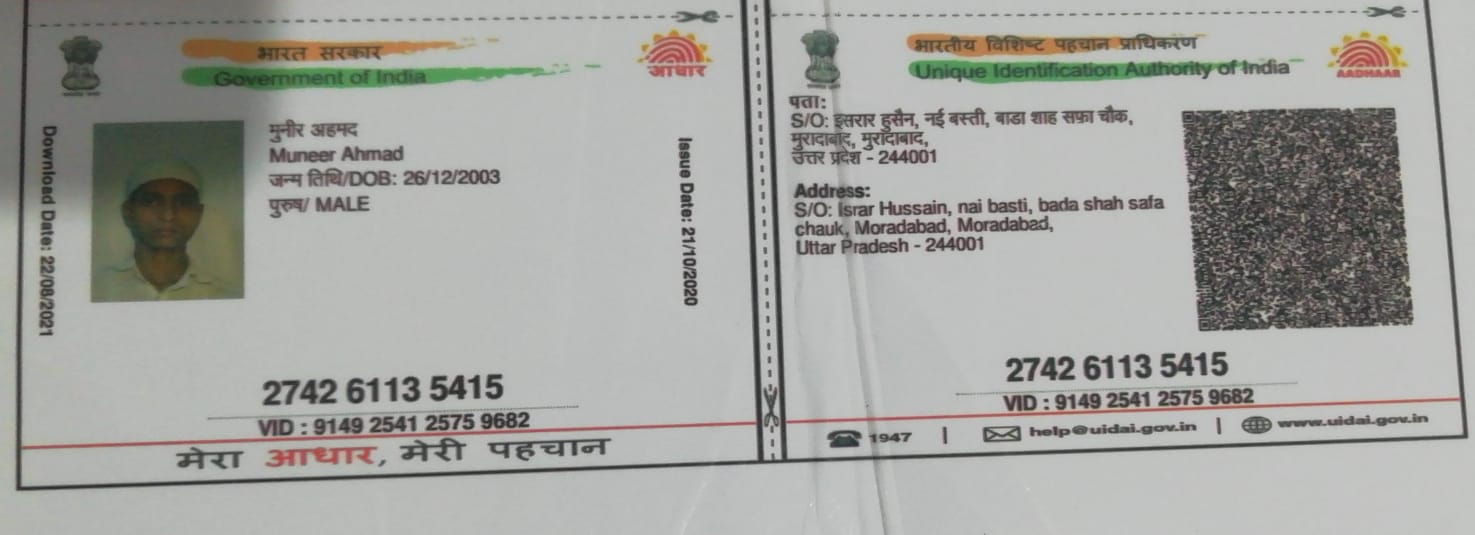 भारत सरकार
Government of India
आधार
Download Date: 22/08/2021
मुनीर अहमद
Muneer Ahmad
जन्म तिथि/DOB: 26/12/2003
पुरुष/ MALE
Issue Date: 21/10/2020
2742 6113 5415
VID : 9149 2541 2575 9682
मेरा आधार, मेरी पहचान
भारतीय विशिष्ट पहचान प्राधिकरण
Unique Identification Authority of India
AADHAAR
पता:
S/O: इसरार हुसैन, नई बस्ती, बाडा शाह सफ़ा चौक,
मुरादाबाद, मुरादाबाद,
उत्तर प्रदेश - 244001
Address:
S/O: Israr Hussain, nai basti, bada shah safa
chauk, Moradabad, Moradabad,
Uttar Pradesh - 244001
2742 6113 5415
VID : 9149 2541 2575 9682
1947 | help@uidai.gov.in | www.uidai.gov.in